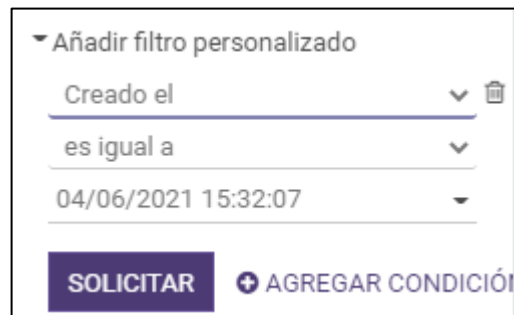 Añadir filtro personalizado
Creado el
es igual a
04/06/2021 15:32:07
SOLICITAR AGREGAR CONDICIÓ